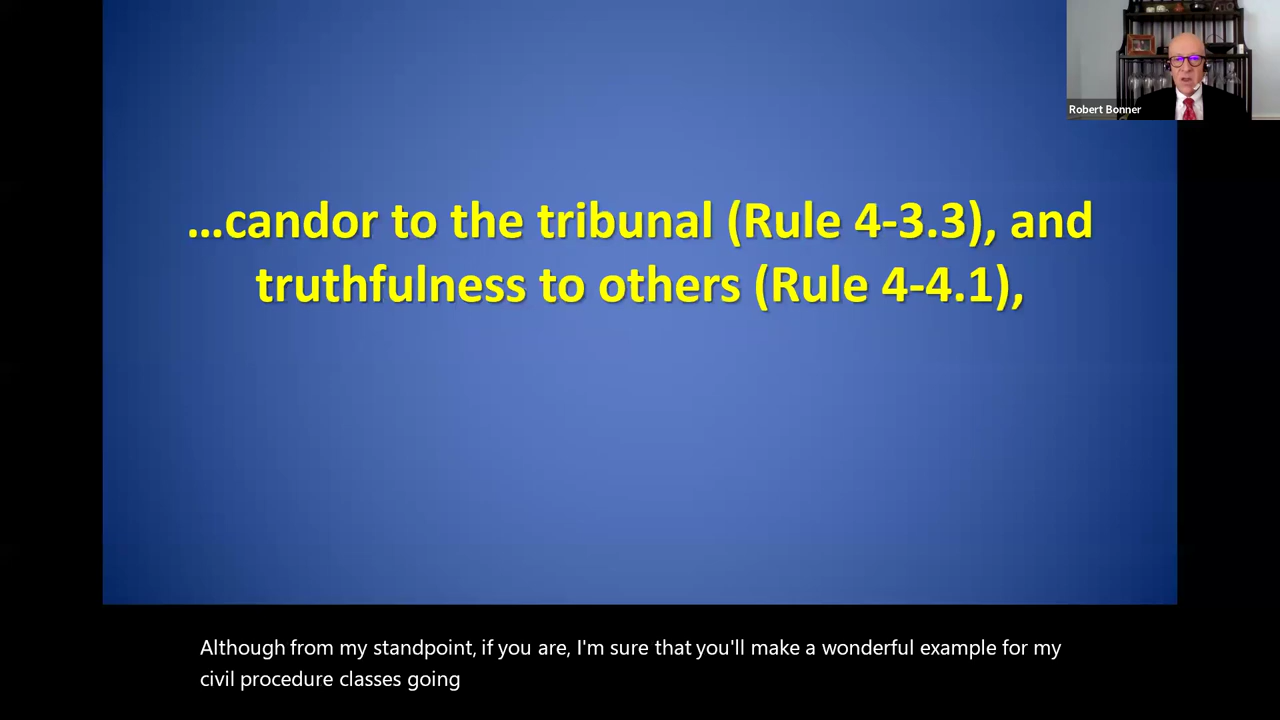 Robert Bonner
...candor to the tribunal (Rule 4-3.3), and
truthfulness to others (Rule 4-4.1),
Although from my standpoint, if you are, I'm sure that you'll make a wonderful example for my
civil procedure classes going